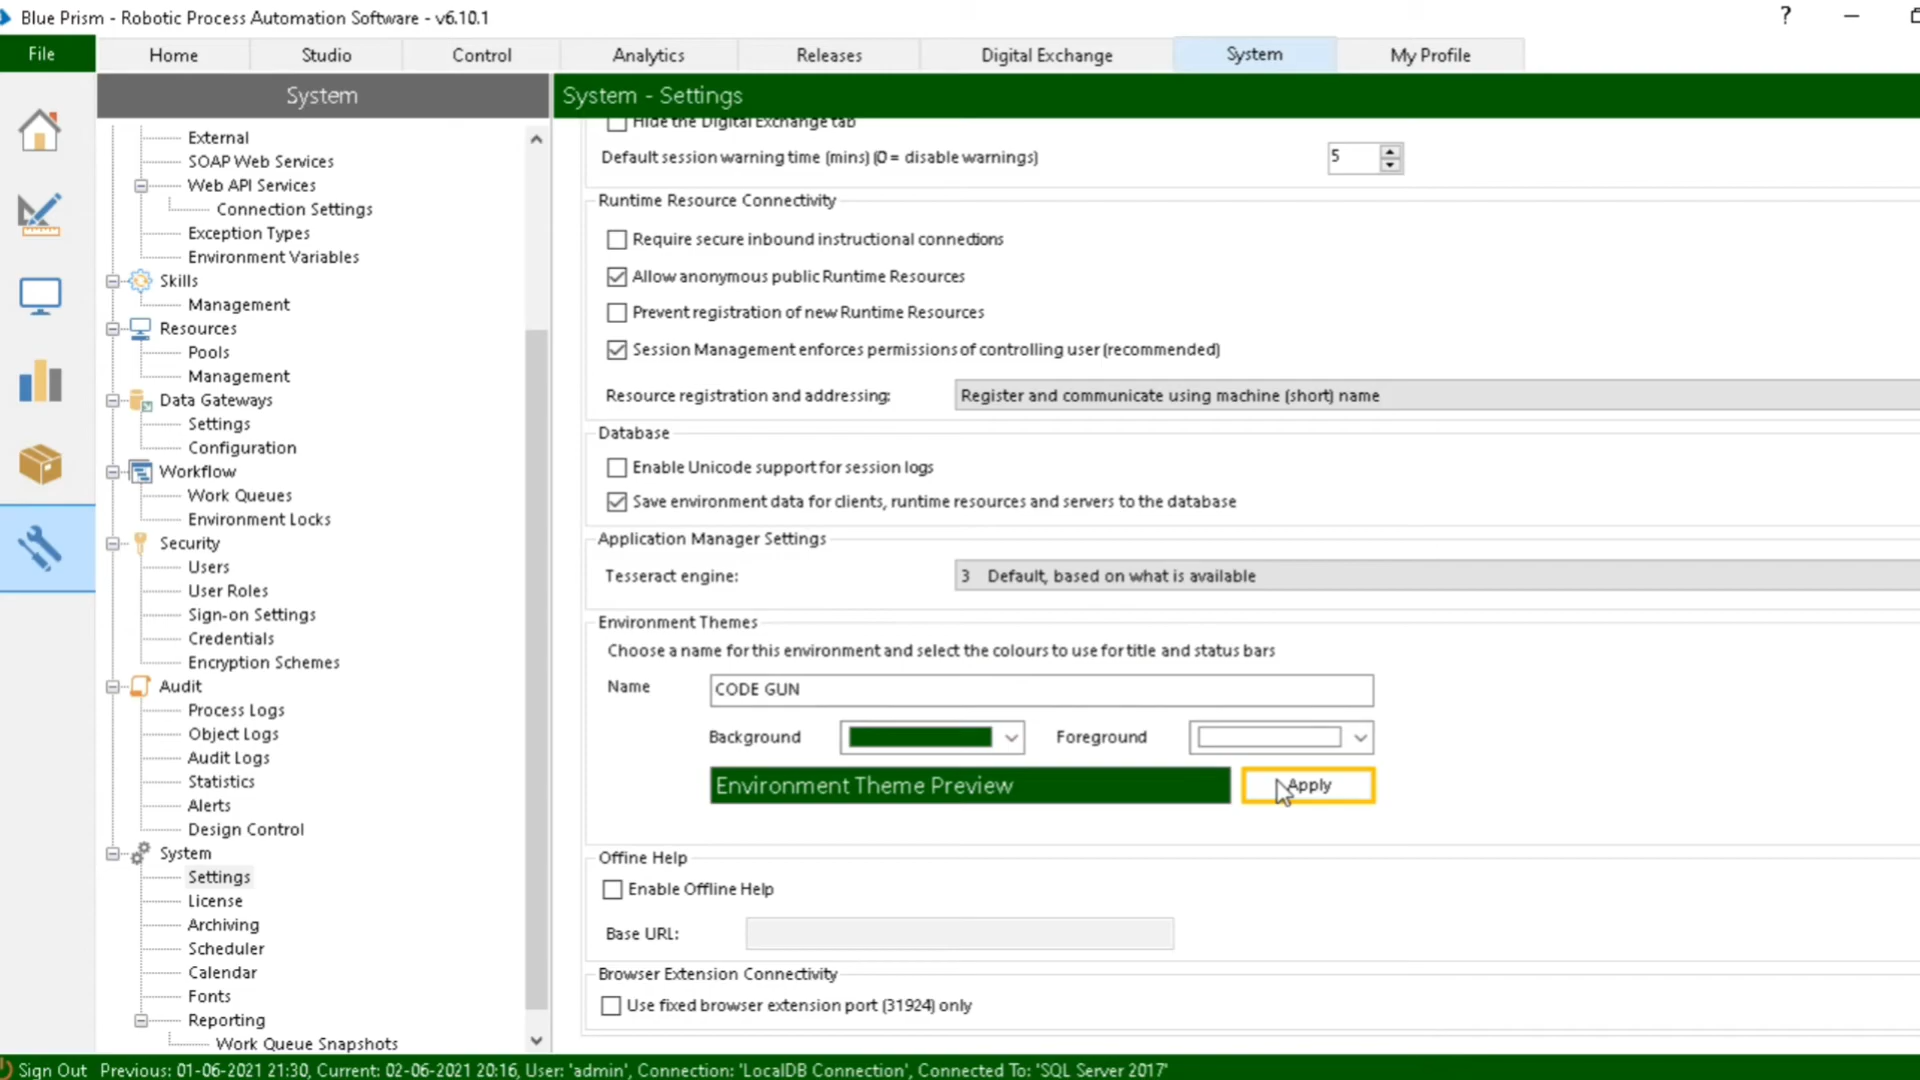 Blue Prism - Robotic Process Automation Software - v6.10.1
?
File Home Studio Control Analytics Releases Digital Exchange System My Profile
System
External
SOAP Web Services
Web API Services
Connection Settings
Exception Types
Environment Variables
Skills
Management
Resources
Pools
Management
Data Gateways
Settings
Configuration
Workflow
Work Queues
Environment Locks
Security
Users
User Roles
Sign-on Settings
Credentials
Encryption Schemes
Audit
Process Logs
Object Logs
Audit Logs
Statistics
Alerts
Design Control
System
Settings
License
Archiving
Scheduler
Calendar
Fonts
Reporting
Work Queue Snapshots
System - Settings
Hide the Digital Exchange tab
Default session warning time (mins) (0 = disable warnings) 5
Runtime Resource Connectivity
Require secure inbound instructional connections
Allow anonymous public Runtime Resources
Prevent registration of new Runtime Resources
Session Management enforces permissions of controlling user (recommended)
Resource registration and addressing: Register and communicate using machine (short) name
Database
Enable Unicode support for session logs
Save environment data for clients, runtime resources and servers to the database
Application Manager Settings
Tesseract engine: 3 Default, based on what is available
Environment Themes
Choose a name for this environment and select the colours to use for title and status bars
Name CODE GUN
Background Foreground
Environment Theme Preview Apply
Offine Help
Enable Offline Help
Base URL:
Browser Extension Connectivity
Use fixed browser extension port (31924) only
Sign Out Previous: 01-06-2021 21:30, Current: 02-06-2021 20:16, User: 'admin', Connection: 'LocalDB Connection', Connected To: 'SQL Server 2017'